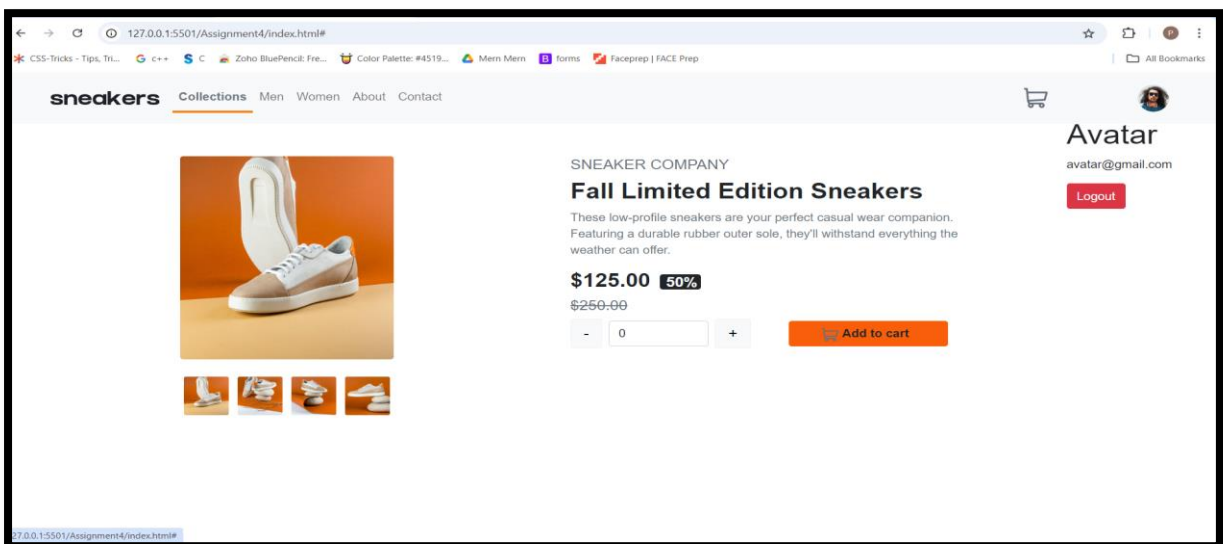 127.0.0.1:5501/Assignment4/index.html#
P
CSS-Tricks - Tips, Tri... c++ C Zoho BluePencil: Fre... Color Palette: #4519... Mern Mern B forms Faceprep | FACE Prep All Bookmarks
sneakers Collections Men Women About Contact
Avatar
avatar@gmail.com
Logout
SNEAKER COMPANY
Fall Limited Edition Sneakers
These low-profile sneakers are your perfect casual wear companion.
Featuring a durable rubber outer sole, they'll withstand everything the
weather can offer.
$125.00 50%
$250.00
- 0 + Add to cart
27.0.0.1:5501/Assignment4/index.html#